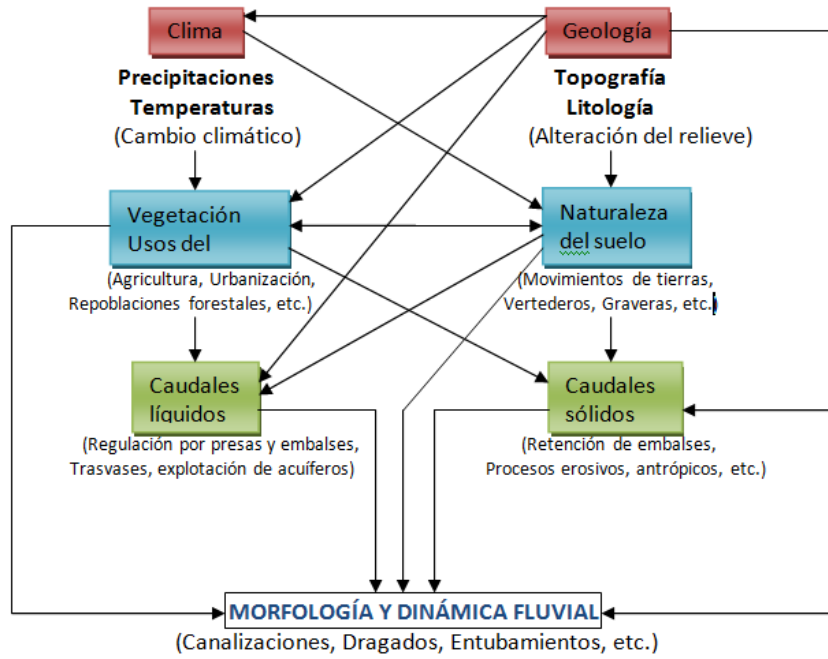 Clima
Geología
Precipitaciones
Temperaturas
(Cambio climático)
Topografía
Litología
(Alteración del relieve)
Vegetación
Usos del
Naturaleza
del suelo
(Agricultura, Urbanización,
Repoblaciones forestales, etc.)
(Movimientos de tierras,
Vertederos, Graveras, etc.)
Caudales
líquidos
Caudales
sólidos
(Regulación por presas y embalses,
Trasvases, explotación de acuíferos)
(Retención de embalses,
Procesos erosivos, antrópicos, etc.)
MORFOLOGÍA Y DINÁMICA FLUVIAL
(Canalizaciones, Dragados, Entubamientos, etc.)